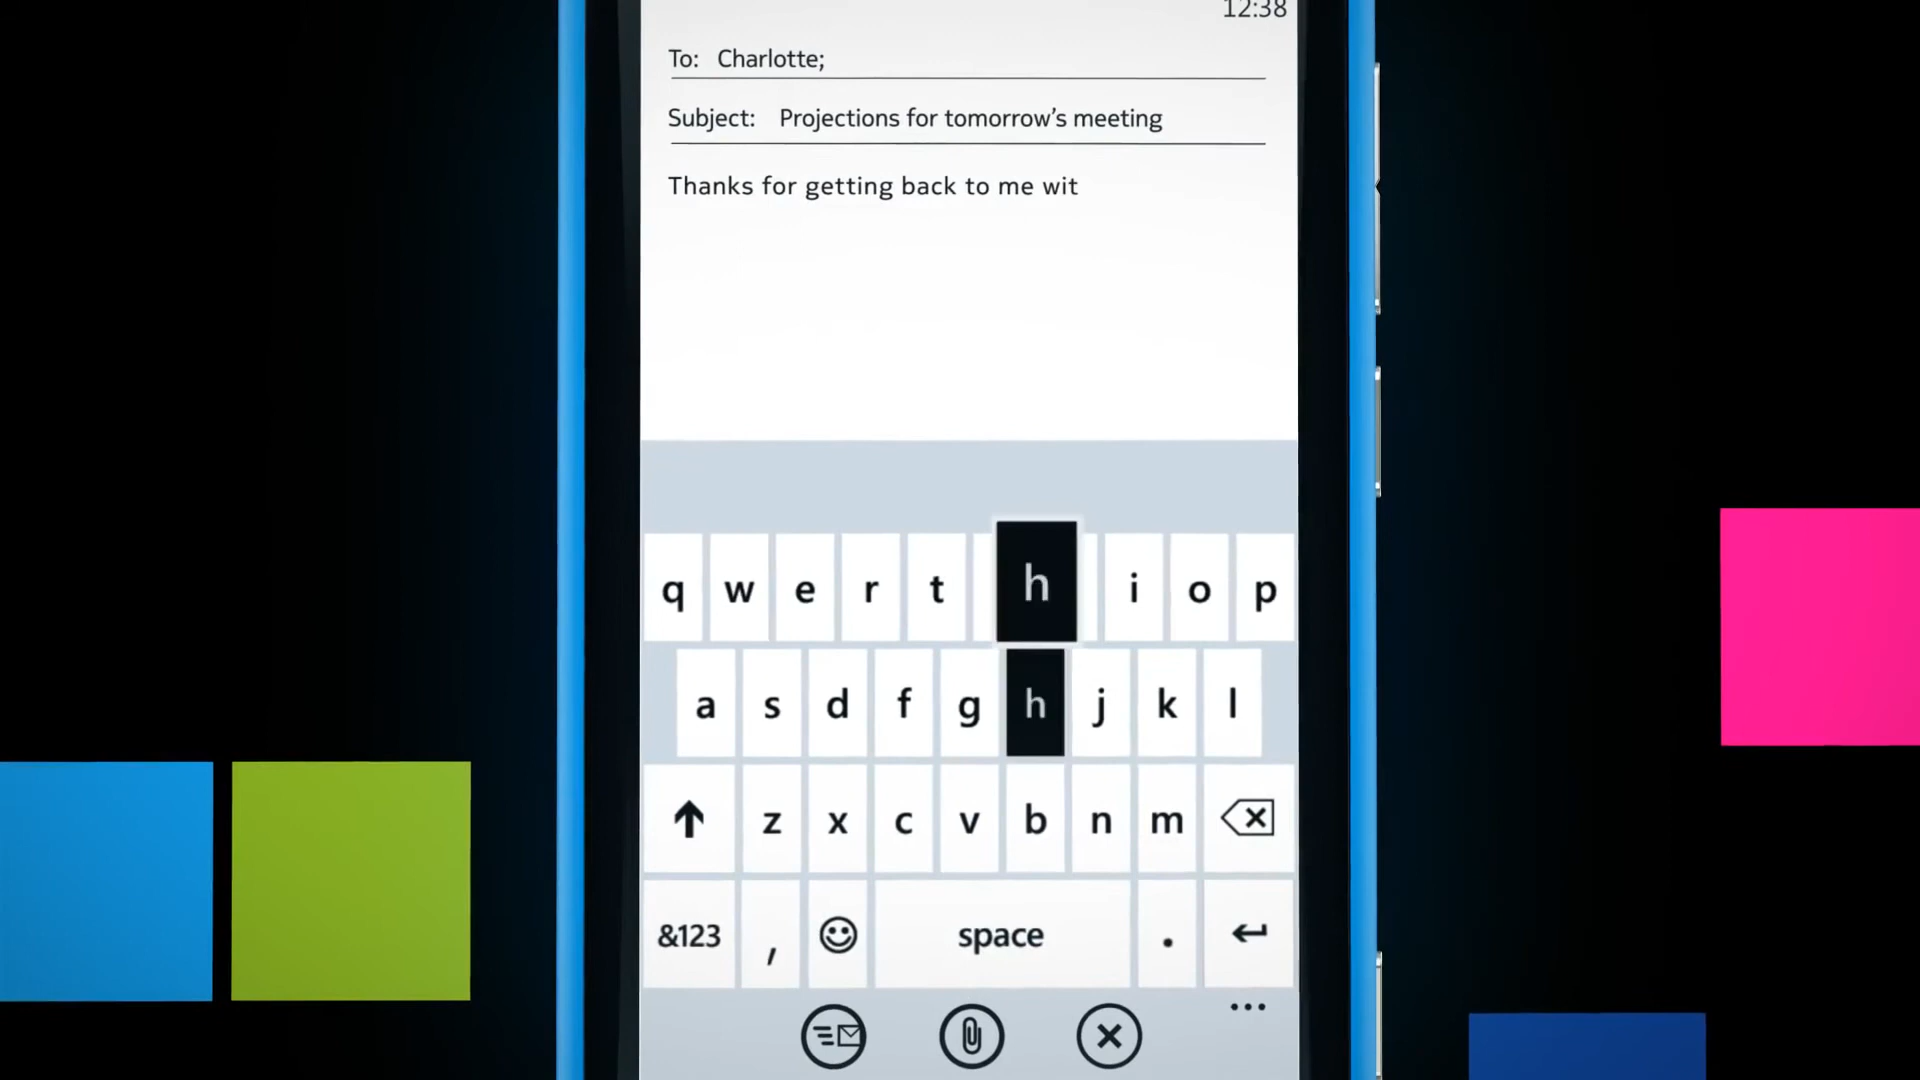 12:38
To: Charlotte;
Subject: Projections for tomorrow’s meeting
Thanks for getting back to me wit
q w e r t h i o p
a s d f g h j k l
z x c v b n m
&123 , space .